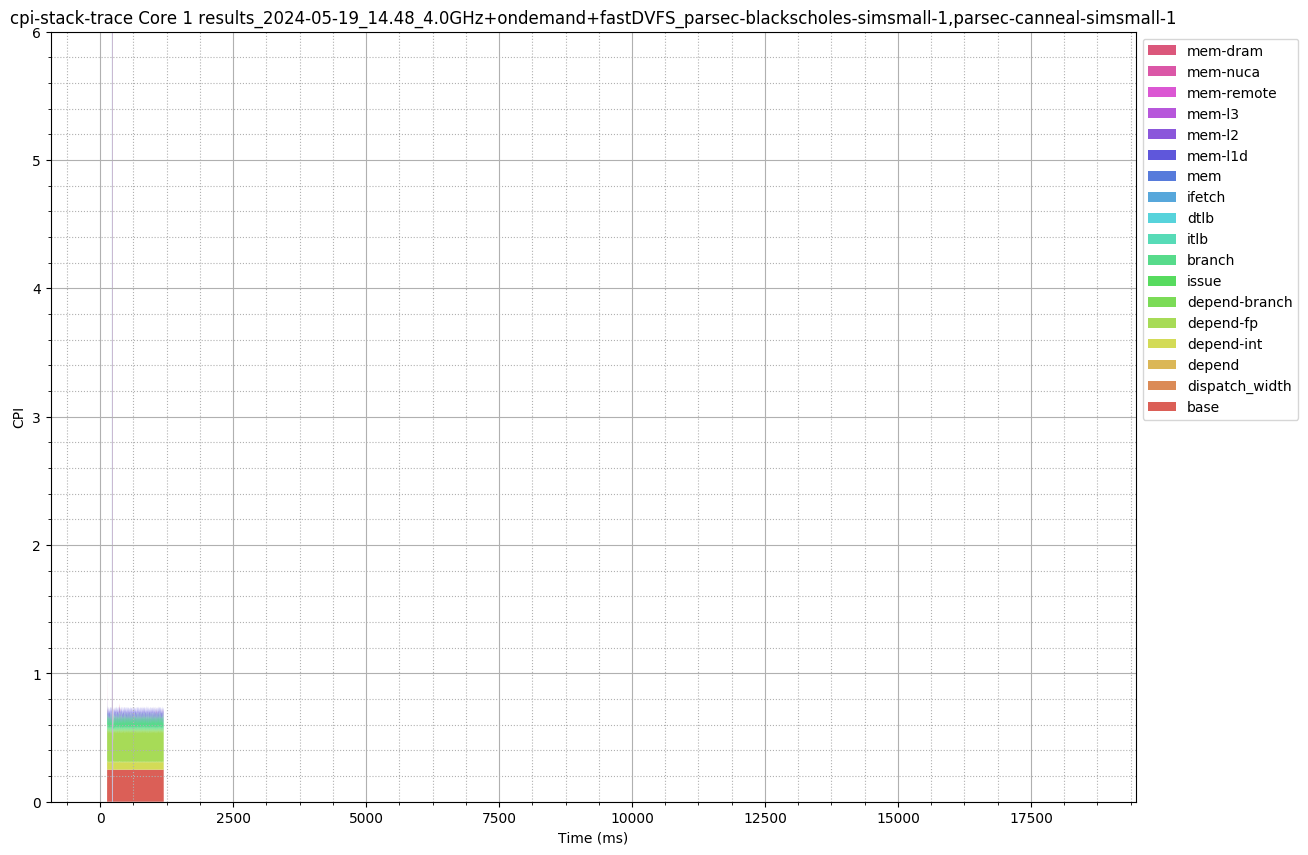 cpi-stack-trace Core 1 results_2024-05-19_14.48_4.0GHz+ondemand+fastDVFS_parsec-blackscholes-simsmall-1,parsec-canneal-simsmall-1
6
5
4
3
2
1
0
CPI
0 2500 5000 7500 10000 12500 15000 17500
Time (ms)
mem-dram
mem-nuca
mem-remote
mem-l3
mem-l2
mem-l1d
mem
ifetch
dtlb
itlb
branch
issue
depend-branch
depend-fp
depend-int
depend
dispatch_width
base